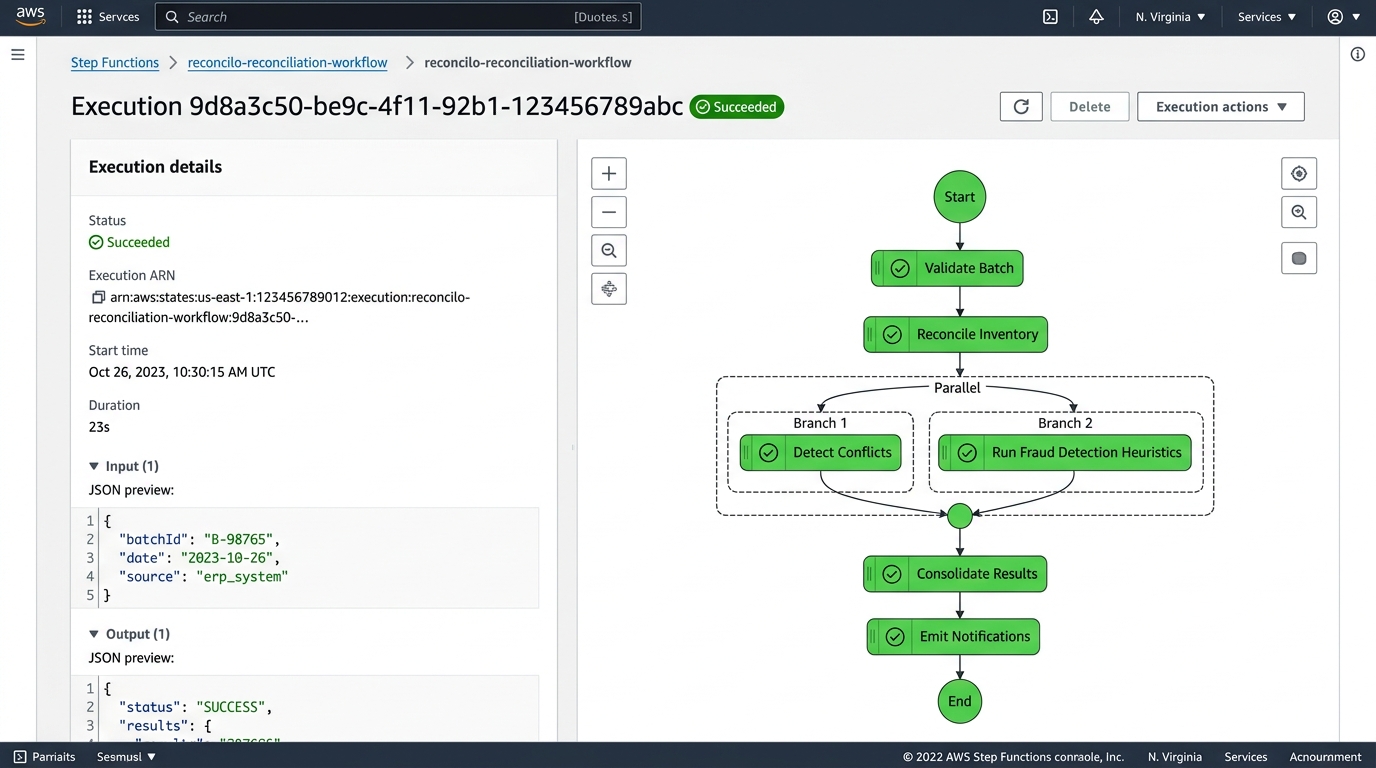 aws
Servces
Search
[Duotes. s]
N. Virginia
Services
Step Functions
reconcilo-reconciliation-workflow
reconcilo-reconciliation-workflow
Execution 9d8a3c50-be9c-4f11-92b1-123456789abc
Succeeded
Delete
Execution actions
Execution details
Status
Succeeded
Execution ARN
arn:aws:states:us-east-1:123456789012:execution:reconcilo-
reconciliation-workflow:9d8a3c50-...
Start time
Oct 26, 2023, 10:30:15 AM UTC
Duration
23s
Input (1)
JSON preview:
1 {
2 "batchId": "B-98765",
3 "date": "2023-10-26",
4 "source": "erp_system"
5 }
Output (1)
JSON preview:
1 {
2 "status": "SUCCESS",
3 "results": {
Start
Validate Batch
Reconcile Inventory
Parallel
Branch 1
Branch 2
Detect Conflicts
Run Fraud Detection Heuristics
Consolidate Results
Emit Notifications
End
Parriaits
Sesmusl
© 2022 AWS Step Functions conraole, Inc.
N. Virginia
Services
Acnournment